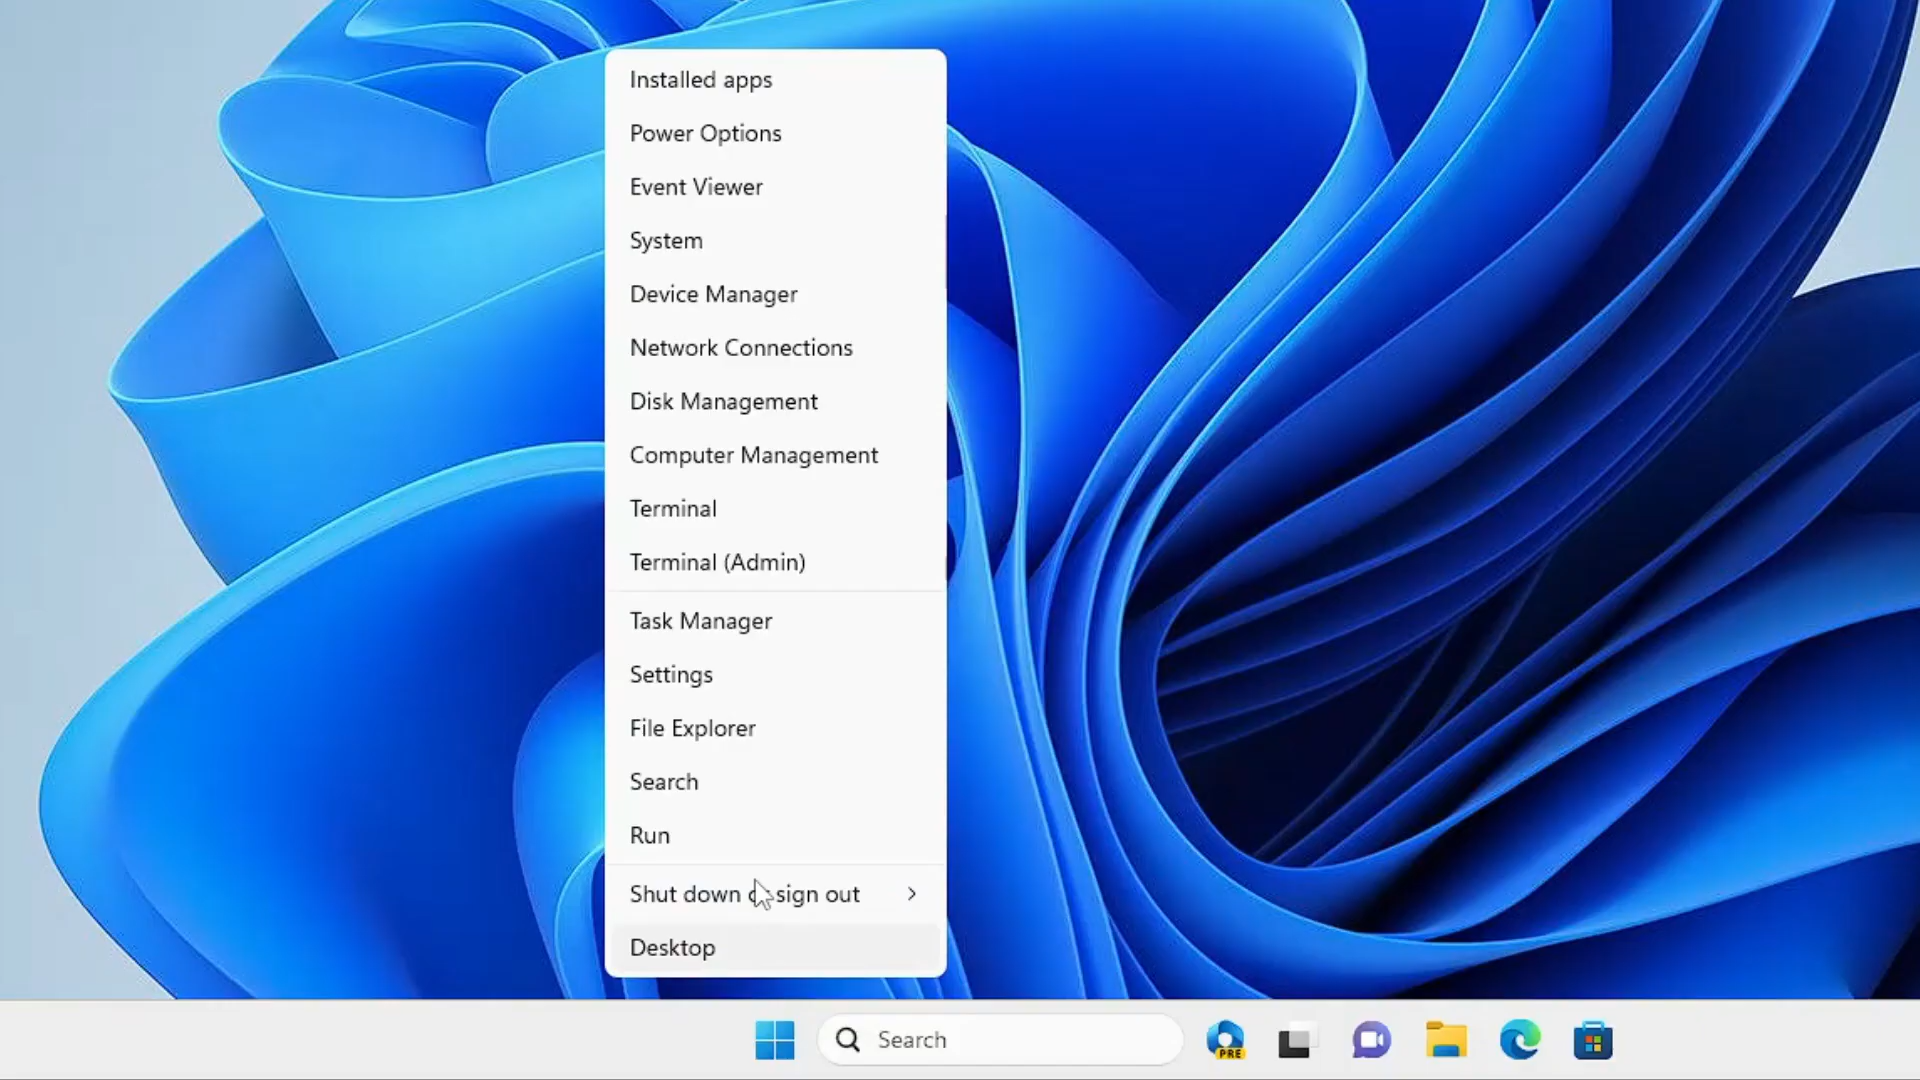 Installed apps
Power Options
Event Viewer
System
Device Manager
Network Connections
Disk Management
Computer Management
Terminal
Terminal (Admin)
Task Manager
Settings
File Explorer
Search
Run
Shut down or sign out
Desktop
Search
PRE